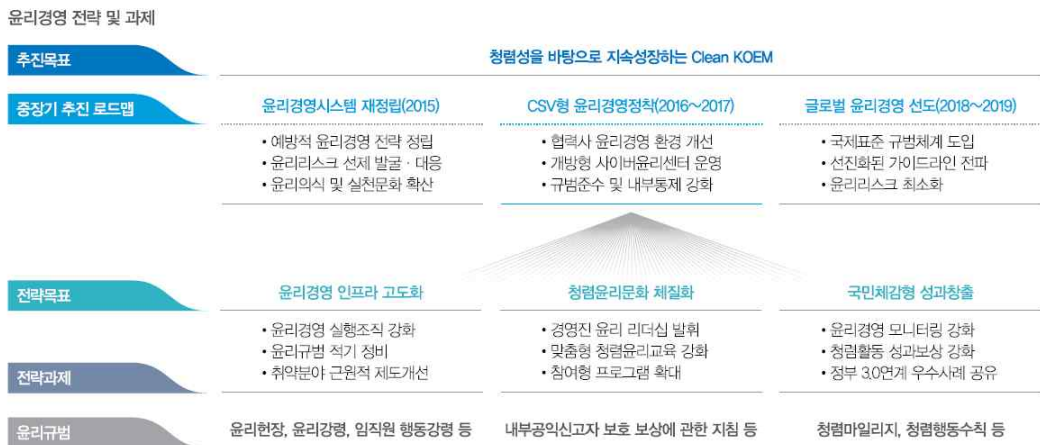 윤리경영 전략 및 과제
추진목표
청렴성을 바탕으로 지속성장하는 Clean KOEM
중장기 추진 로드맵
윤리경영시스템 재정립(2015)
• 예방적 윤리경영 전략 정립
• 윤리리스크 선제 발굴 · 대응
• 윤리의식 및 실천문화 확산
CSV형 윤리경영정착(2016~2017)
• 협력사 윤리경영 환경 개선
• 개방형 사이버윤리센터 운영
• 규범준수 및 내부통제 강화
글로벌 윤리경영 선도(2018~2019)
• 국제표준 규범체계 도입
• 선진화된 가이드라인 전파
• 윤리리스크 최소화
전략목표
윤리경영 인프라 고도화
청렴윤리문화 체질화
국민체감형 성과창출
전략과제
• 윤리경영 실행조직 강화
• 윤리규범 적기 정비
• 취약분야 근원적 제도개선
• 경영진 윤리 리더십 발휘
• 맞춤형 청렴윤리교육 강화
• 참여형 프로그램 확대
• 윤리경영 모니터링 강화
• 청렴활동 성과보상 강화
• 정부 3.0연계 우수사례 공유
윤리규범
윤리헌장, 윤리강령, 임직원 행동강령 등
내부공익신고자 보호 보상에 관한 지침 등
청렴마일리지, 청렴행동수칙 등